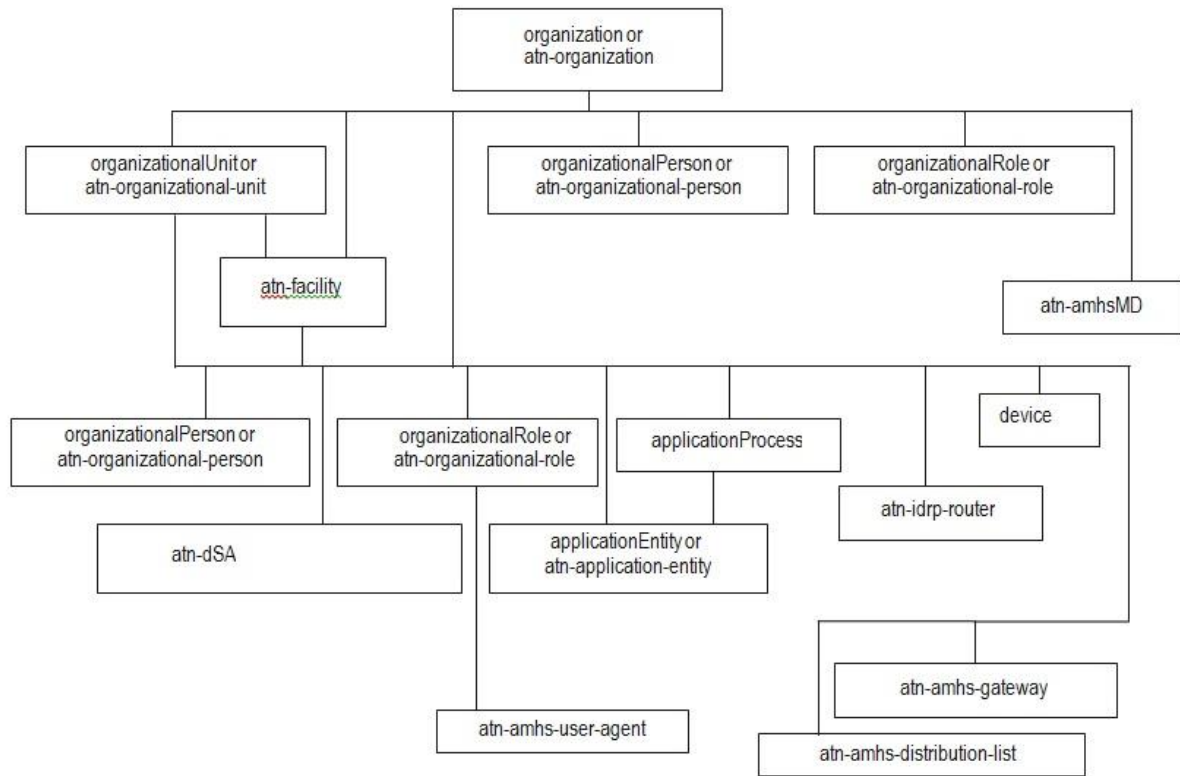 organization or
atn-organization
organizationalUnit or
atn-organizational-unit
organizationalPerson or
atn-organizational-person
organizationalRole or
atn-organizational-role
atn-facility
atn-amhsMD
organizationalPerson or
atn-organizational-person
organizationalRole or
atn-organizational-role
applicationProcess
device
atn-idrp-router
atn-dSA
applicationEntity or
atn-application-entity
atn-amhs-gateway
atn-amhs-user-agent
atn-amhs-distribution-list